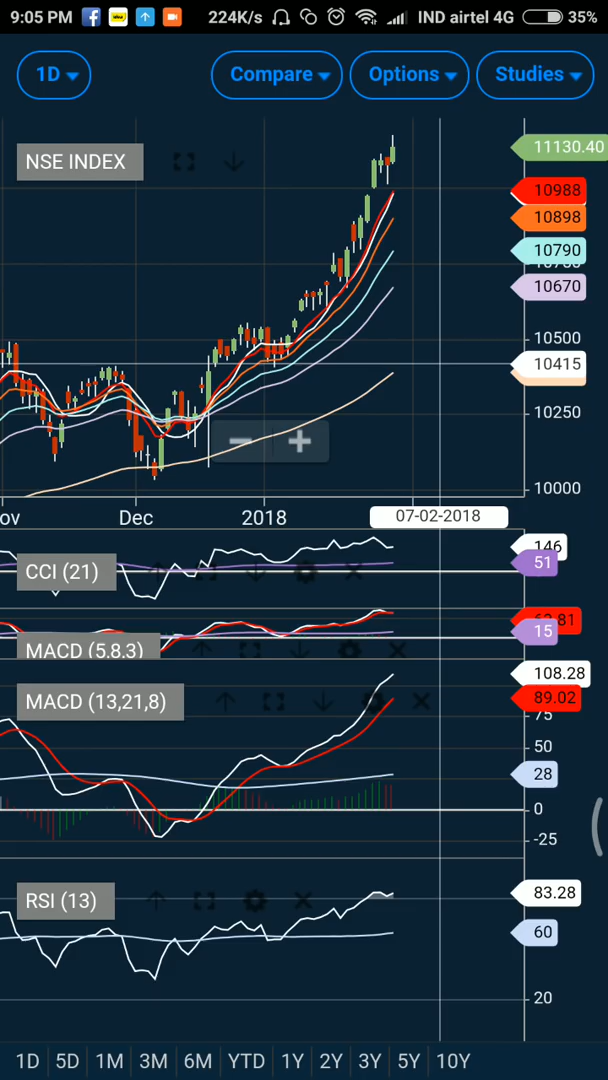 9:05 PM 224K/s IND airtel 4G 35%
1D Compare Options Studies
NSE INDEX
11130.40
10988
10898
10790
10670
10500
10415
10250
10000
Dec 2018 07-02-2018
CCI (21)
146
51
MACD (5.8.3)
15
MACD (13,21,8)
108.28
89.02
75
50
28
0
-25
RSI (13)
83.28
60
20
1D 5D 1M 3M 6M YTD 1Y 2Y 3Y 5Y 10Y